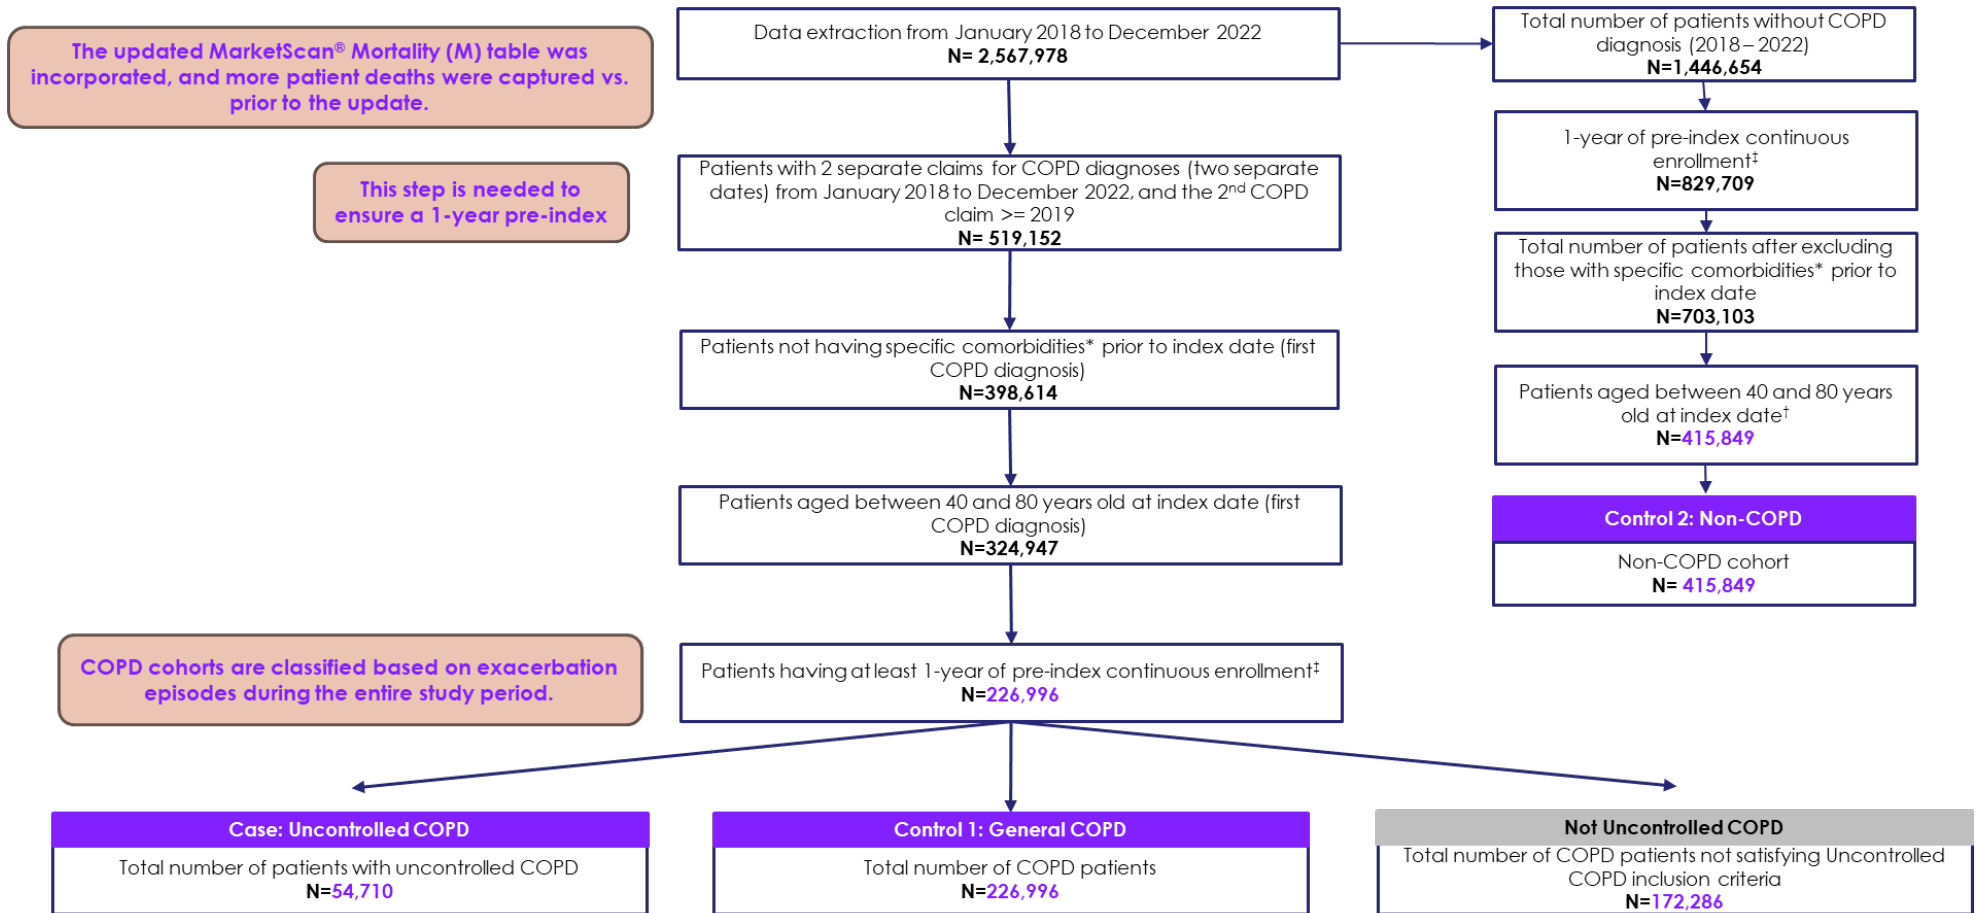 The updated MarketScan® Mortality (M) table was
incorporated, and more patient deaths were captured vs.
prior to the update.
Data extraction from January 2018 to December 2022
N= 2,567,978
Total number of patients without COPD
diagnosis (2018 – 2022)
N=1,446,654
This step is needed to
ensure a 1-year pre-index
Patients with 2 separate claims for COPD diagnoses (two separate
dates) from January 2018 to December 2022, and the 2nd COPD
claim >= 2019
N= 519,152
1-year of pre-index continuous
enrollment‡
N=829,709
Total number of patients after excluding
those with specific comorbidities* prior to
index date
N=703,103
Patients not having specific comorbidities* prior to index date (first
COPD diagnosis)
N=398,614
Patients aged between 40 and 80 years
old at index date†
N=415,849
Patients aged between 40 and 80 years old at index date (first
COPD diagnosis)
N=324,947
Control 2: Non-COPD
Non-COPD cohort
N= 415,849
COPD cohorts are classified based on exacerbation
episodes during the entire study period.
Patients having at least 1-year of pre-index continuous enrollment‡
N=226,996
Case: Uncontrolled COPD
Total number of patients with uncontrolled COPD
N=54,710
Control 1: General COPD
Total number of COPD patients
N=226,996
Not Uncontrolled COPD
Total number of COPD patients not satisfying Uncontrolled
COPD inclusion criteria
N=172,286